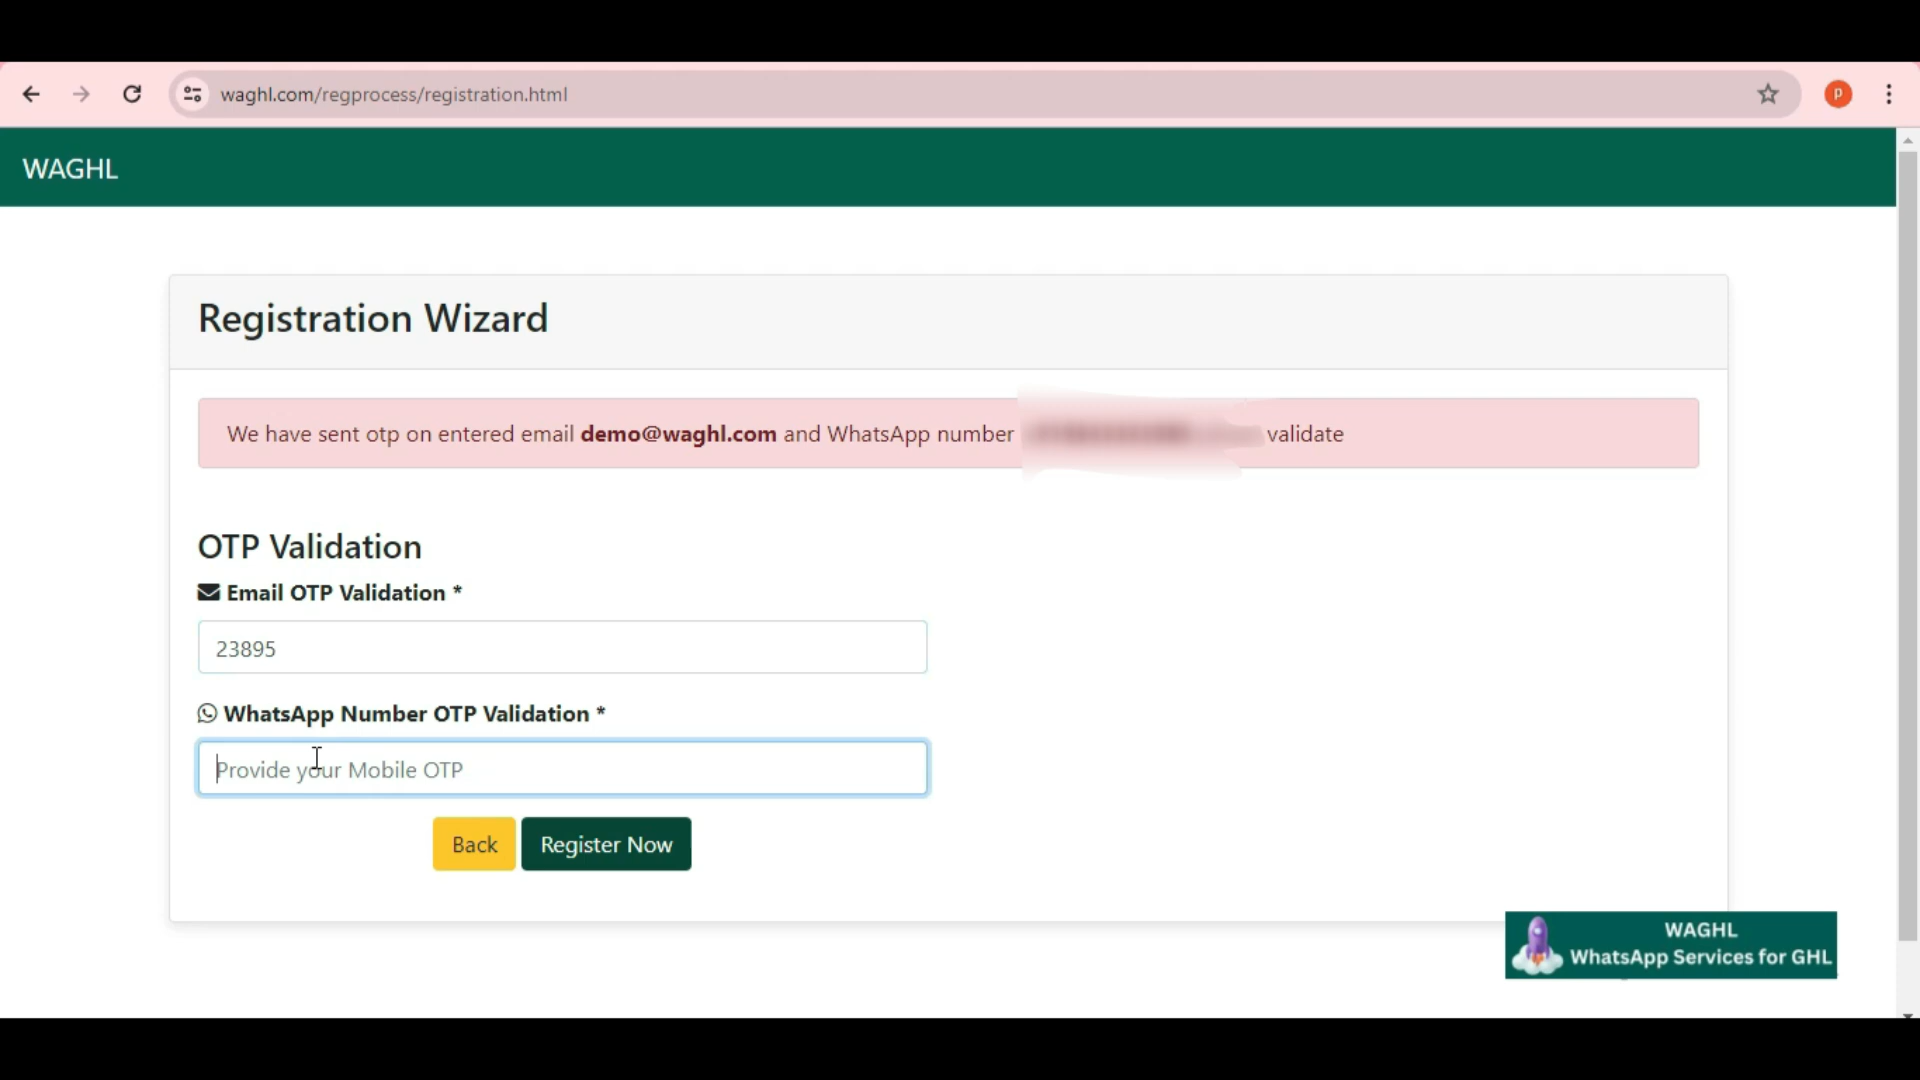 waghl.com/regprocess/registration.html
p
WAGHL
Registration Wizard
We have sent otp on entered email demo@waghl.com and WhatsApp number validate
OTP Validation
Email OTP Validation *
23895
WhatsApp Number OTP Validation *
Provide your Mobile OTP
Back Register Now
WAGHL
WhatsApp Services for GHL